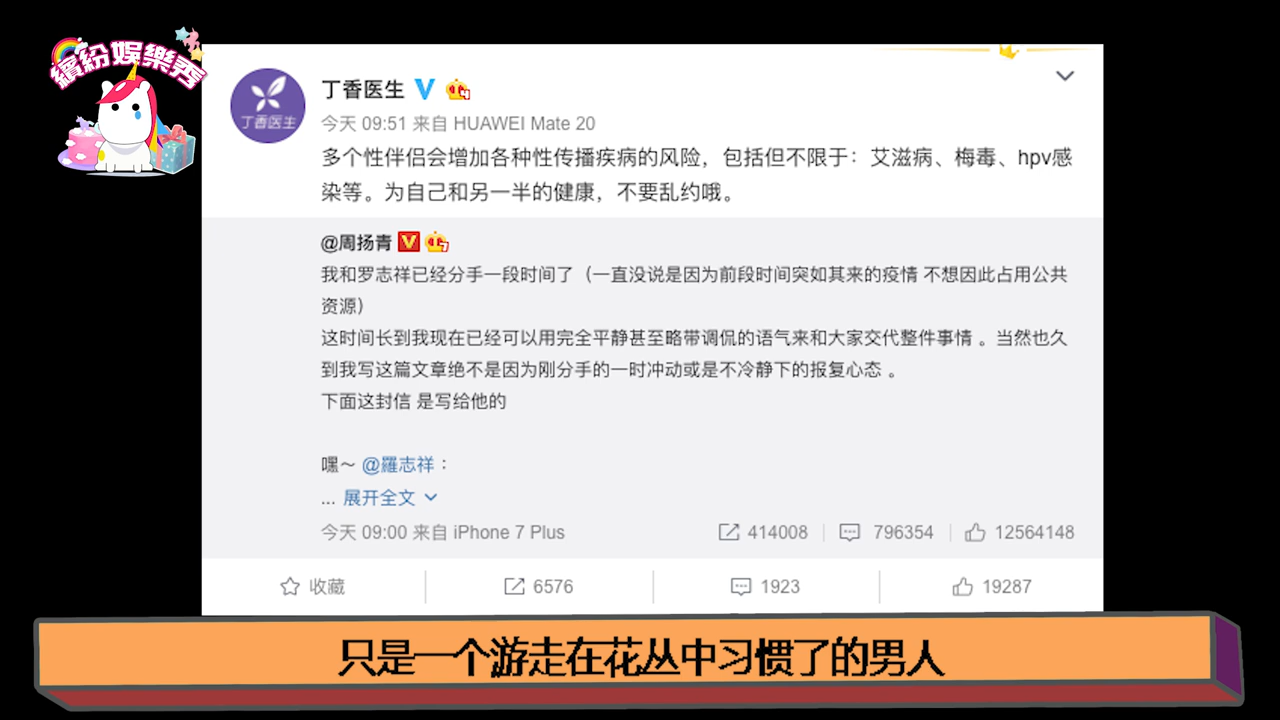 繽紛娛樂秀
丁香医生
丁香医生
今天 09:51 来自 HUAWEI Mate 20
多个性伴侣会增加各种性传播疾病的风险，包括但不限于：艾滋病、梅毒、hpv感
染等。为自己和另一半的健康，不要乱约哦。
@周扬青
我和罗志祥已经分手一段时间了（一直没说是因为前段时间突如其来的疫情 不想因此占用公共
资源）
这时间长到我现在已经可以用完全平静甚至略带调侃的语气来和大家交代整件事情 。当然也久
到我写这篇文章绝不是因为刚分手的一时冲动或是不冷静下的报复心态 。
下面这封信 是写给他的
嘿～ @羅志祥：
... 展开全文
今天 09:00 来自 iPhone 7 Plus 414008 796354 12564148
收藏 6576 1923 19287
只是一个游走在花丛中习惯了的男人